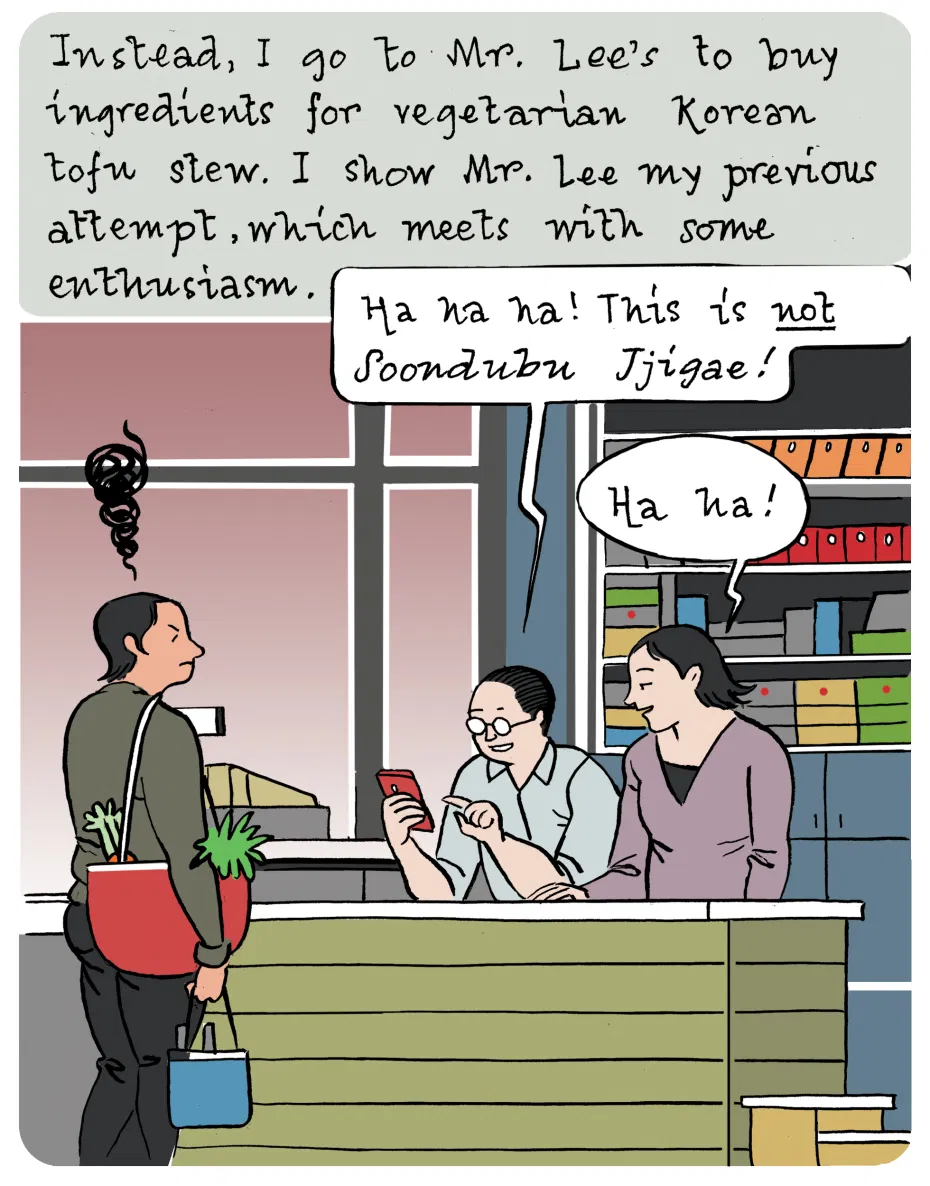 Instead, I go to Mr. Lee's to buy
ingredients for vegetarian Korean
tofu stew. I show Mr. Lee my previous
attempt, which meets with some
enthusiasm.
Ha ha ha! This is not
Soondubu Jjigae!
Ha ha!